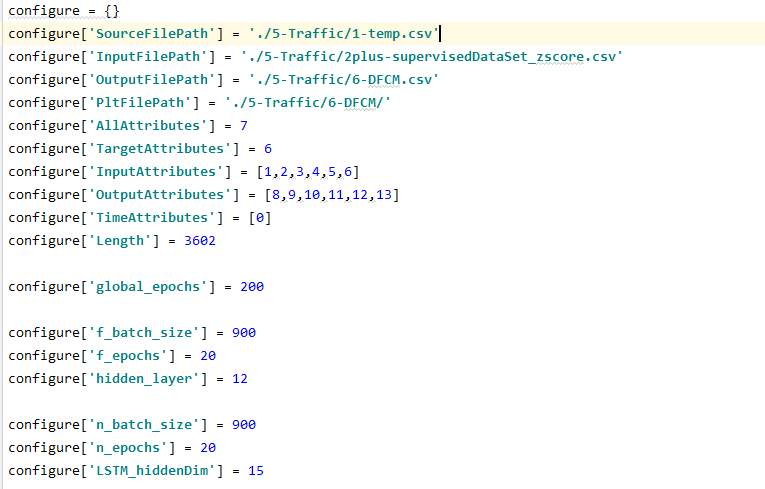 configure = {}
configure['SourceFilePath'] = './5-Traffic/1-temp.csv'
configure['InputFilePath'] = './5-Traffic/2plus-supervisedDataSet_zscore.csv'
configure['OutputFilePath'] = './5-Traffic/6-DFCM.csv'
configure['PltFilePath'] = './5-Traffic/6-DFCM/'
configure['AllAttributes'] = 7
configure['TargetAttributes'] = 6
configure['InputAttributes'] = [1,2,3,4,5,6]
configure['OutputAttributes'] = [8,9,10,11,12,13]
configure['TimeAttributes'] = [0]
configure['Length'] = 3602
configure['global_epochs'] = 200
configure['f_batch_size'] = 900
configure['f_epochs'] = 20
configure['hidden_layer'] = 12
configure['n_batch_size'] = 900
configure['n_epochs'] = 20
configure['LSTM_hiddenDim'] = 15